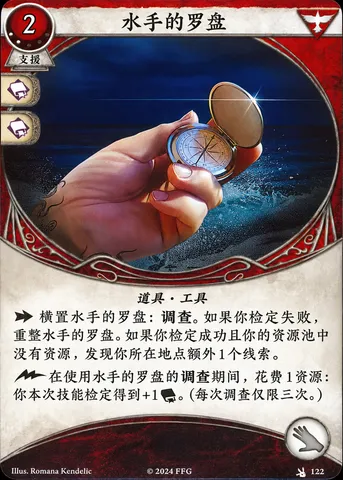 水手的罗盘
2
支援
道具·工具
横置水手的罗盘：调查。如果你检定失败，
重整水手的罗盘。如果你检定成功且你的资源池中
没有资源，发现你所在地点额外1个线索。
在使用水手的罗盘的调查期间，花费1资源：
你本次技能检定得到+1。（每次调查仅限三次。）
Illus. Romana Kendelic
© 2024 FFG
122